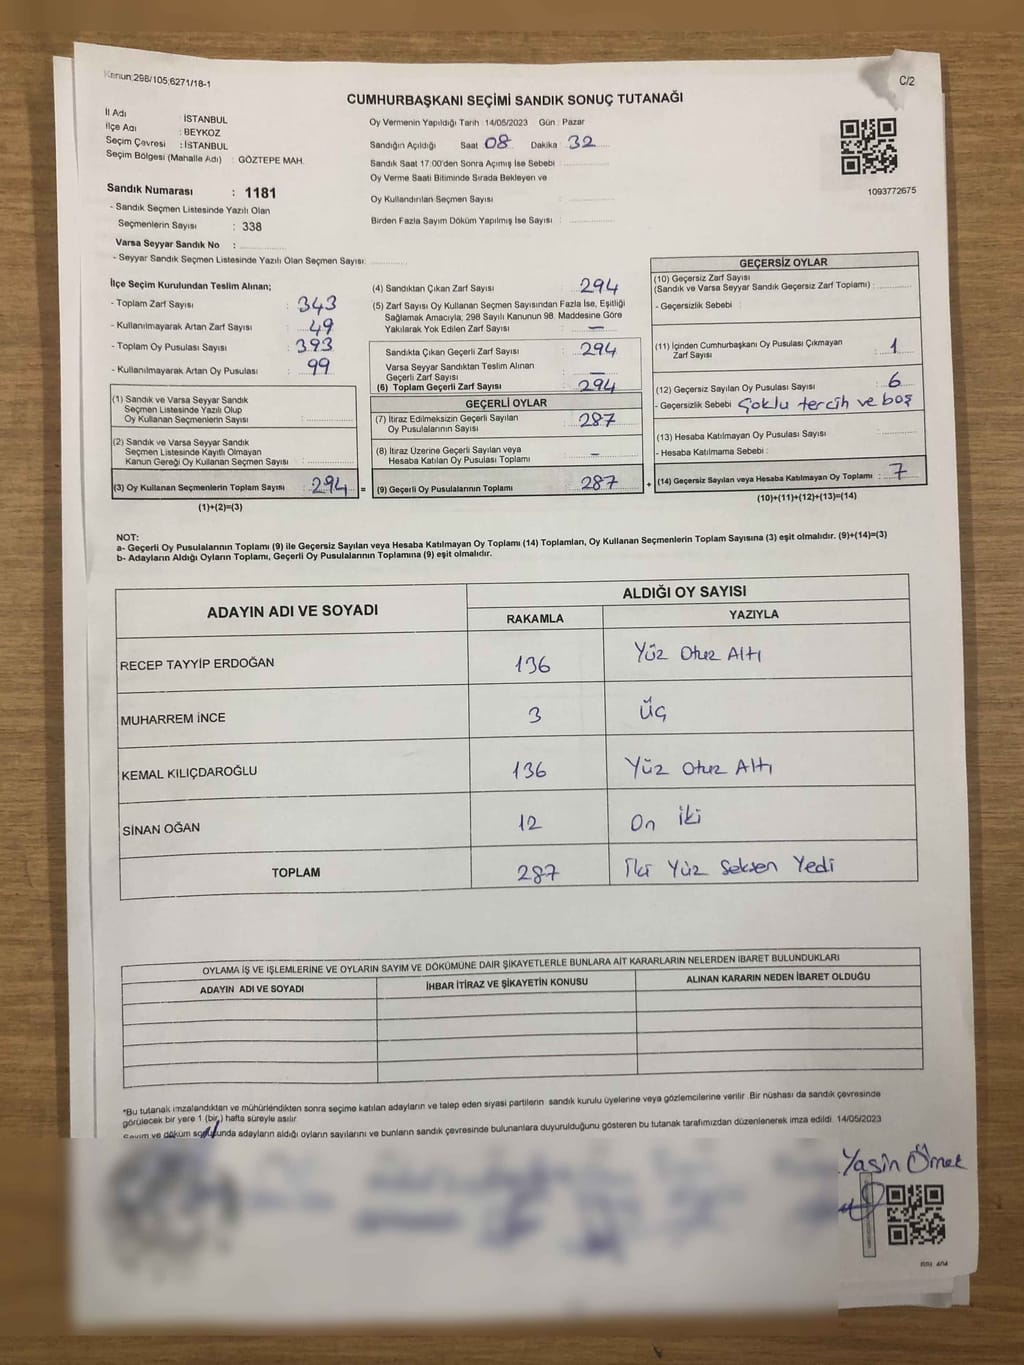 Kanun;298/105;6271/18-1
C/2
CUMHURBAŞKANI SEÇİMİ SANDIK SONUÇ TUTANAĞI
İl Adı : İSTANBUL
İlçe Adı : BEYKOZ
Seçim Çevresi : İSTANBUL
Seçim Bölgesi (Mahalle Adı) : GÖZTEPE MAH.
Sandık Numarası : 1181
- Sandık Seçmen Listesinde Yazılı Olan
Seçmenlerin Sayısı : 338
Varsa Seyyar Sandık No :
- Seyyar Sandık Seçmen Listesinde Yazılı Olan Seçmen Sayısı:
Oy Vermenin Yapıldığı Tarih 14/05/2023 Gün : Pazar
Sandığın Açıldığı Saat 08 Dakika 32
Sandık Saat 17:00'den Sonra Açımış İse Sebebi :
Oy Verme Saati Bitiminde Sırada Bekleyen ve
Oy Kullandırılan Seçmen Sayısı :
Birden Fazla Sayım Döküm Yapılmış İse Sayısı :
1093772675
İlçe Seçim Kurulundan Teslim Alınan;
- Toplam Zarf Sayısı : 343
- Kullanılmayarak Artan Zarf Sayısı : 49
- Toplam Oy Pusulası Sayısı : 393
- Kullanılmayarak Artan Oy Pusulası : 99
(1) Sandık ve Varsa Seyyar Sandık
Seçmen Listesinde Yazılı Olup
Oy Kullanan Seçmenlerin Sayısı :
(2) Sandık ve Varsa Seyyar Sandık
Seçmen Listesinde Kayıtlı Olmayan
Kanun Gereği Oy Kullanan Seçmen Sayısı :
(3) Oy Kullanan Seçmenlerin Toplam Sayısı : 294 =
(1)+(2)=(3)
(4) Sandıktan Çıkan Zarf Sayısı : 294
(5) Zarf Sayısı Oy Kullanan Seçmen Sayısından Fazla İse, Eşitliği
Sağlamak Amacıyla; 298 Sayılı Kanunun 98. Maddesine Göre
Yakılarak Yok Edilen Zarf Sayısı : —
Sandıkta Çıkan Geçerli Zarf Sayısı : 294
Varsa Seyyar Sandıktan Teslim Alınan
Geçerli Zarf Sayısı : —
(6) Toplam Geçerli Zarf Sayısı : 294
GEÇERLİ OYLAR
(7) İtiraz Edilmeksizin Geçerli Sayılan
Oy Pusulalarının Sayısı : 287
(8) İtiraz Üzerine Geçerli Sayılan veya
Hesaba Katılan Oy Pusulası Toplamı : –
(9) Geçerli Oy Pusulalarının Toplamı : 287 +
GEÇERSİZ OYLAR
(10) Geçersiz Zarf Sayısı
(Sandık ve Varsa Seyyar Sandık Geçersiz Zarf Toplamı) :
- Geçersizlik Sebebi :
(11) İçinden Cumhurbaşkanı Oy Pusulası Çıkmayan
Zarf Sayısı : 1
(12) Geçersiz Sayılan Oy Pusulası Sayısı : 6
- Geçersizlik Sebebi Çoklu tercih ve boş
(13) Hesaba Katılmayan Oy Pusulası Sayısı :
- Hesaba Katılmama Sebebi :
(14) Geçersiz Sayılan veya Hesaba Katılmayan Oy Toplamı : 7
(10)+(11)+(12)+(13)=(14)
NOT:
a- Geçerli Oy Pusulalarının Toplamı (9) ile Geçersiz Sayılan veya Hesaba Katılmayan Oy Toplamı (14) Toplamları, Oy Kullanan Seçmenlerin Toplam Sayısına (3) eşit olmalıdır. (9)+(14)=(3)
b- Adayların Aldığı Oyların Toplamı, Geçerli Oy Pusulalarının Toplamına (9) eşit olmalıdır.
ADAYIN ADI VE SOYADI ALDIĞI OY SAYISI
RAKAMLA YAZIYLA
RECEP TAYYİP ERDOĞAN 136 Yüz Otuz Altı
MUHARREM İNCE 3 Üç
KEMAL KILIÇDAROĞLU 136 Yüz Otuz Altı
SİNAN OĞAN 12 On iki
TOPLAM 287 İki Yüz Seksen Yedi
OYLAMA İŞ VE İŞLEMLERİNE VE OYLARIN SAYIM VE DÖKÜMÜNE DAİR ŞİKAYETLERLE BUNLARA AİT KARARLARIN NELERDEN İBARET BULUNDUKLARI
ADAYIN ADI VE SOYADI İHBAR İTİRAZ VE ŞİKAYETİN KONUSU ALINAN KARARIN NEDEN İBARET OLDUĞU
*Bu tutanak imzalandıktan ve mühürlendikten sonra seçime katılan adayların ve talep eden siyasi partilerin sandık kurulu üyelerine veya gözlemcilerine verilir. Bir nüshası da sandık çevresinde
görülecek bir yere 1 (bir) hafta süreyle asılır.
Sayım ve döküm sonucunda adayların aldığı oyların sayılarını ve bunların sandık çevresinde bulunanlara duyurulduğunu gösteren bu tutanak tarafımızdan düzenlenerek imza edildi. 14/05/2023
Yasin Örnek